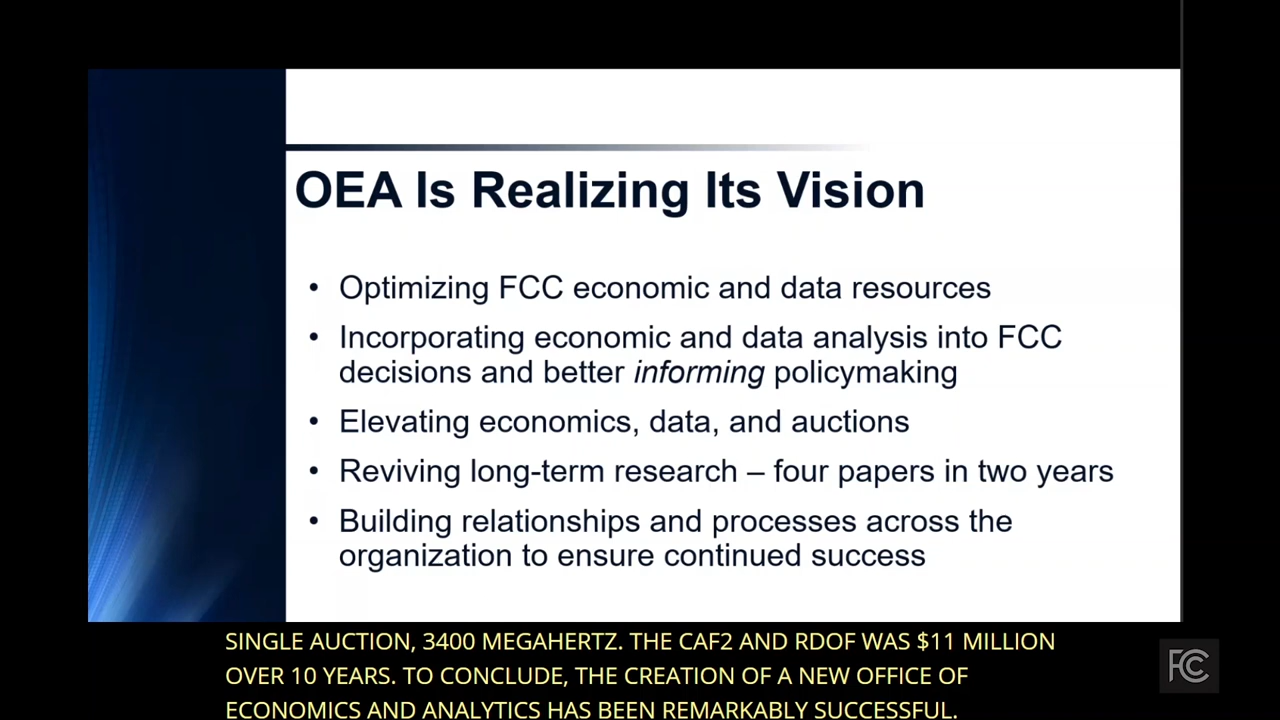 OEA Is Realizing Its Vision
• Optimizing FCC economic and data resources
• Incorporating economic and data analysis into FCC
decisions and better informing policymaking
• Elevating economics, data, and auctions
• Reviving long-term research – four papers in two years
• Building relationships and processes across the
organization to ensure continued success
SINGLE AUCTION, 3400 MEGAHERTZ. THE CAF2 AND RDOF WAS $11 MILLION
OVER 10 YEARS. TO CONCLUDE, THE CREATION OF A NEW OFFICE OF
FCC
ECONOMICS AND ANALYTICS HAS BEEN REMARKABLY SUCCESSFUL.